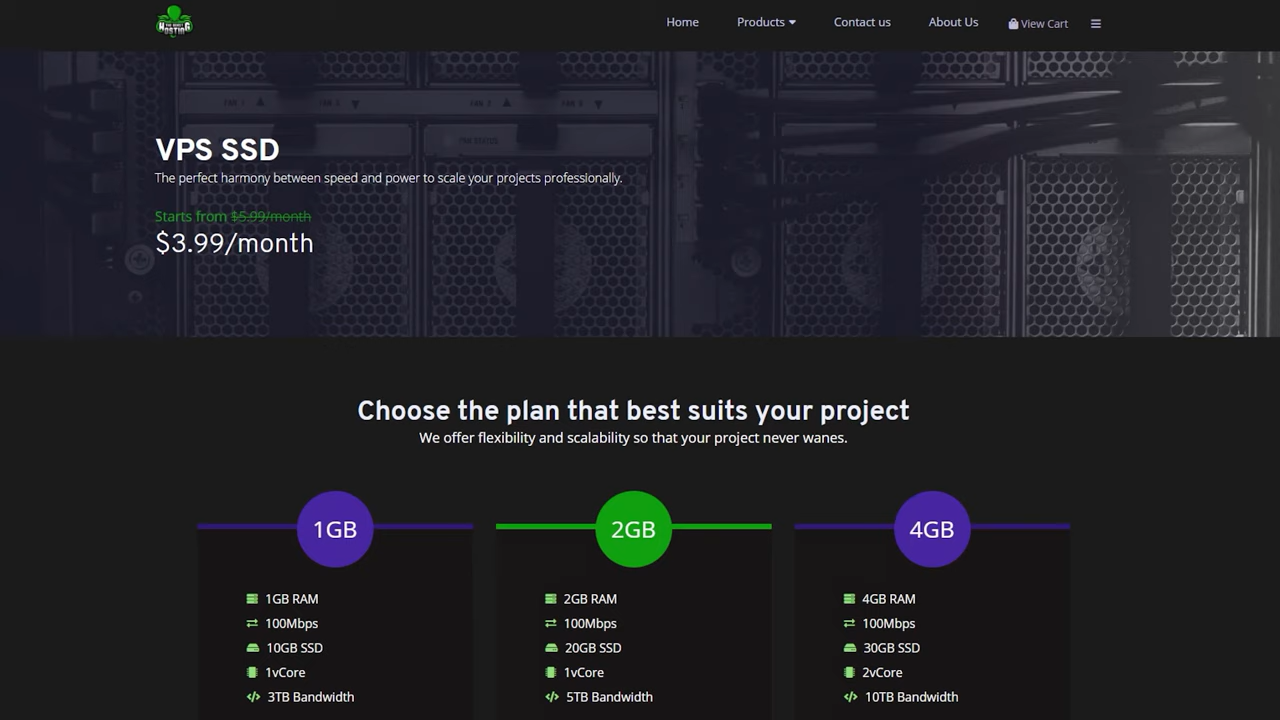 HOSTING
Home
Products
Contact us
About Us
View Cart
FAN 1
VPS SSD
The perfect harmony between speed and power to scale your projects professionally.
Starts from $5.99/month
$3.99/month
Choose the plan that best suits your project
We offer flexibility and scalability so that your project never wanes.
1GB
1GB RAM
100Mbps
10GB SSD
1vCore
3TB Bandwidth
2GB
2GB RAM
100Mbps
20GB SSD
1vCore
5TB Bandwidth
4GB
4GB RAM
100Mbps
30GB SSD
2vCore
10TB Bandwidth